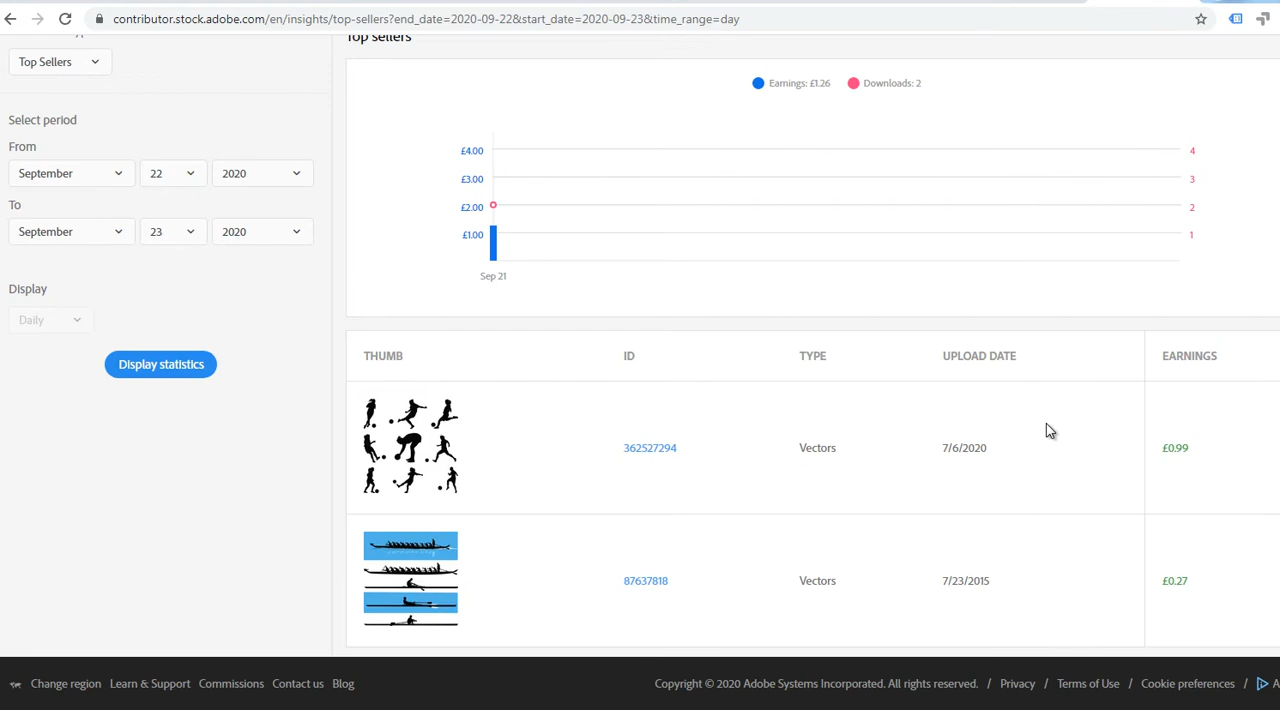 contributor.stock.adobe.com/en/insights/top-sellers?end_date=2020-09-22&start_date=2020-09-23&time_range=day
Top sellers
Top Sellers
Earnings: £1.26
Downloads: 2
Select period
From
September 22 2020
To
September 23 2020
Display
Daily
Display statistics
£4.00 4
£3.00 3
£2.00 2
£1.00 1
Sep 21
THUMB ID TYPE UPLOAD DATE EARNINGS
362527294 Vectors 7/6/2020 £0.99
87637818 Vectors 7/23/2015 £0.27
Change region Learn & Support Commissions Contact us Blog
Copyright © 2020 Adobe Systems Incorporated. All rights reserved. / Privacy / Terms of Use / Cookie preferences / A